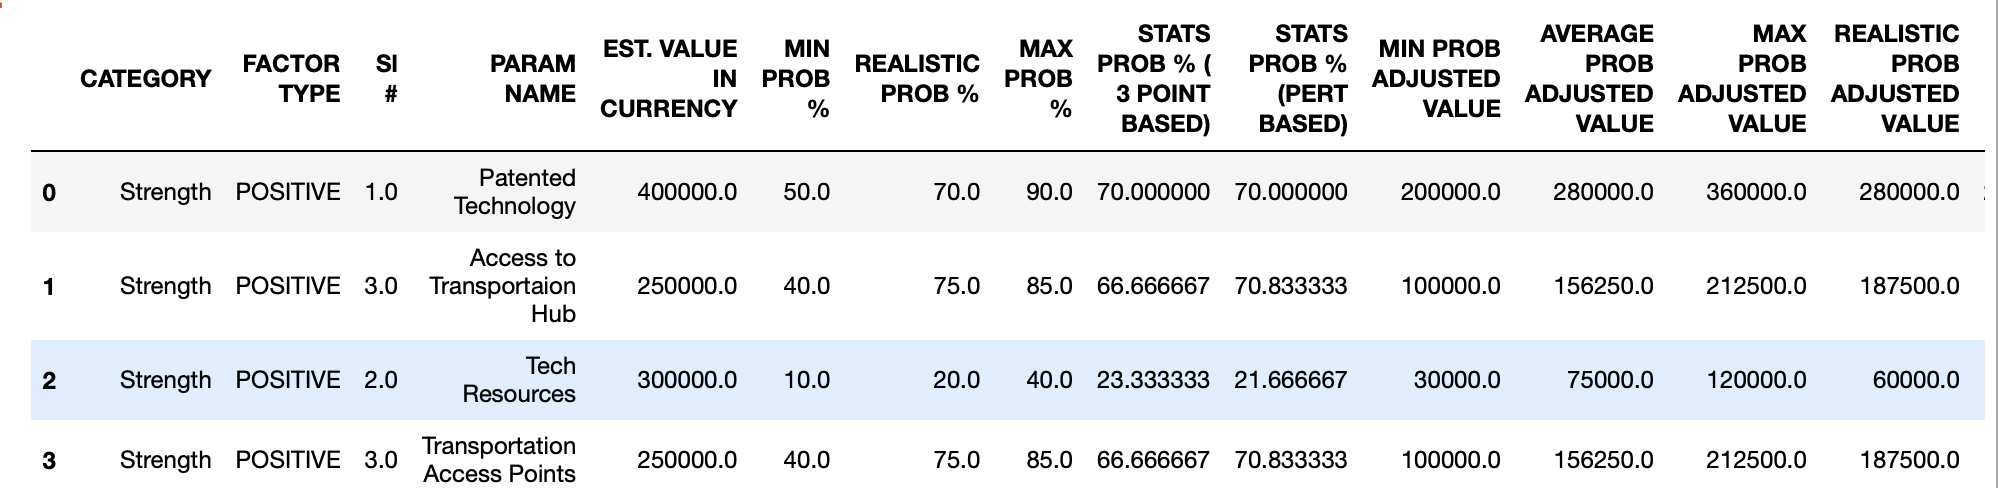 CATEGORY FACTOR TYPE SI # PARAM NAME EST. VALUE IN CURRENCY MIN PROB % REALISTIC PROB % MAX PROB % STATS PROB % ( 3 POINT BASED) STATS PROB % (PERT BASED) MIN PROB ADJUSTED VALUE AVERAGE PROB ADJUSTED VALUE MAX PROB ADJUSTED VALUE REALISTIC PROB ADJUSTED VALUE
0 Strength POSITIVE 1.0 Patented Technology 400000.0 50.0 70.0 90.0 70.000000 70.000000 200000.0 280000.0 360000.0 280000.0
1 Strength POSITIVE 3.0 Access to Transportaion Hub 250000.0 40.0 75.0 85.0 66.666667 70.833333 100000.0 156250.0 212500.0 187500.0
2 Strength POSITIVE 2.0 Tech Resources 300000.0 10.0 20.0 40.0 23.333333 21.666667 30000.0 75000.0 120000.0 60000.0
3 Strength POSITIVE 3.0 Transportation Access Points 250000.0 40.0 75.0 85.0 66.666667 70.833333 100000.0 156250.0 212500.0 187500.0